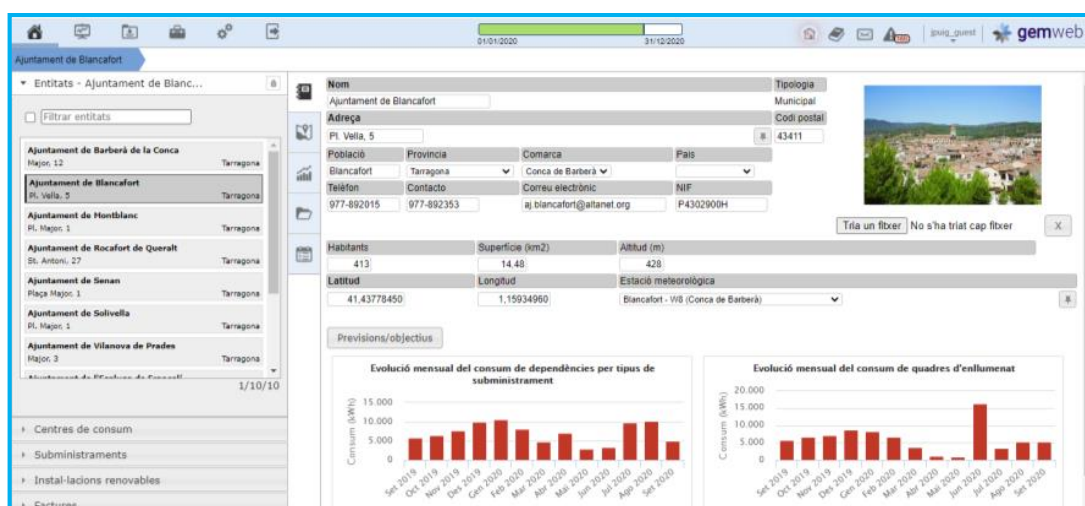 01/01/2020 31/12/2020
jpuig_guest
gemweb
Ajuntament de Blancafort
Entitats - Ajuntament de Blanc...
Filtrar entitats
Ajuntament de Barberà de la Conca
Major, 12 Tarragona
Ajuntament de Blancafort
Pl. Vella, 5 Tarragona
Ajuntament de Montblanc
Pl. Major, 1 Tarragona
Ajuntament de Rocafort de Queralt
St. Antoni, 27 Tarragona
Ajuntament de Senan
Plaça Major, 1 Tarragona
Ajuntament de Solivella
Pl. Major, 1 Tarragona
Ajuntament de Vilanova de Prades
Major, 3 Tarragona
1/10/10
Centres de consum
Subministraments
Instal·lacions renovables
Factures
Nom Tipologia
Ajuntament de Blancafort Municipal
Adreça Codi postal
Pl. Vella, 5 43411
Població Provincia Comarca Pais
Blancafort Tarragona Conca de Barberà
Telèfon Contacto Correu electrònic NIF
977-892015 977-892353 aj.blancafort@altanet.org P4302900H
Tria un fitxer No s'ha triat cap fitxer X
Habitants Superfície (km2) Altitud (m)
413 14,48 428
Latitud Longitud Estació meteorològica
41,43778450 1,15934960 Blancafort - W8 (Conca de Barberà)
Previsions/objectius
Evolució mensual del consum de dependències per tipus de
subministrament
Consum (kWh)
15.000
10.000
5.000
0
Set 2019 Oct 2019 Nov 2019 Des 2019 Gen 2020 Feb 2020 Mar 2020 Abr 2020 Mai 2020 Jun 2020 Jul 2020 Ago 2020 Set 2020
Evolució mensual del consum de quadres d'enllumenat
Consum (kWh)
20.000
15.000
10.000
5.000
0
Set 2019 Oct 2019 Nov 2019 Des 2019 Gen 2020 Feb 2020 Mar 2020 Abr 2020 Mai 2020 Jun 2020 Jul 2020 Ago 2020 Set 2020